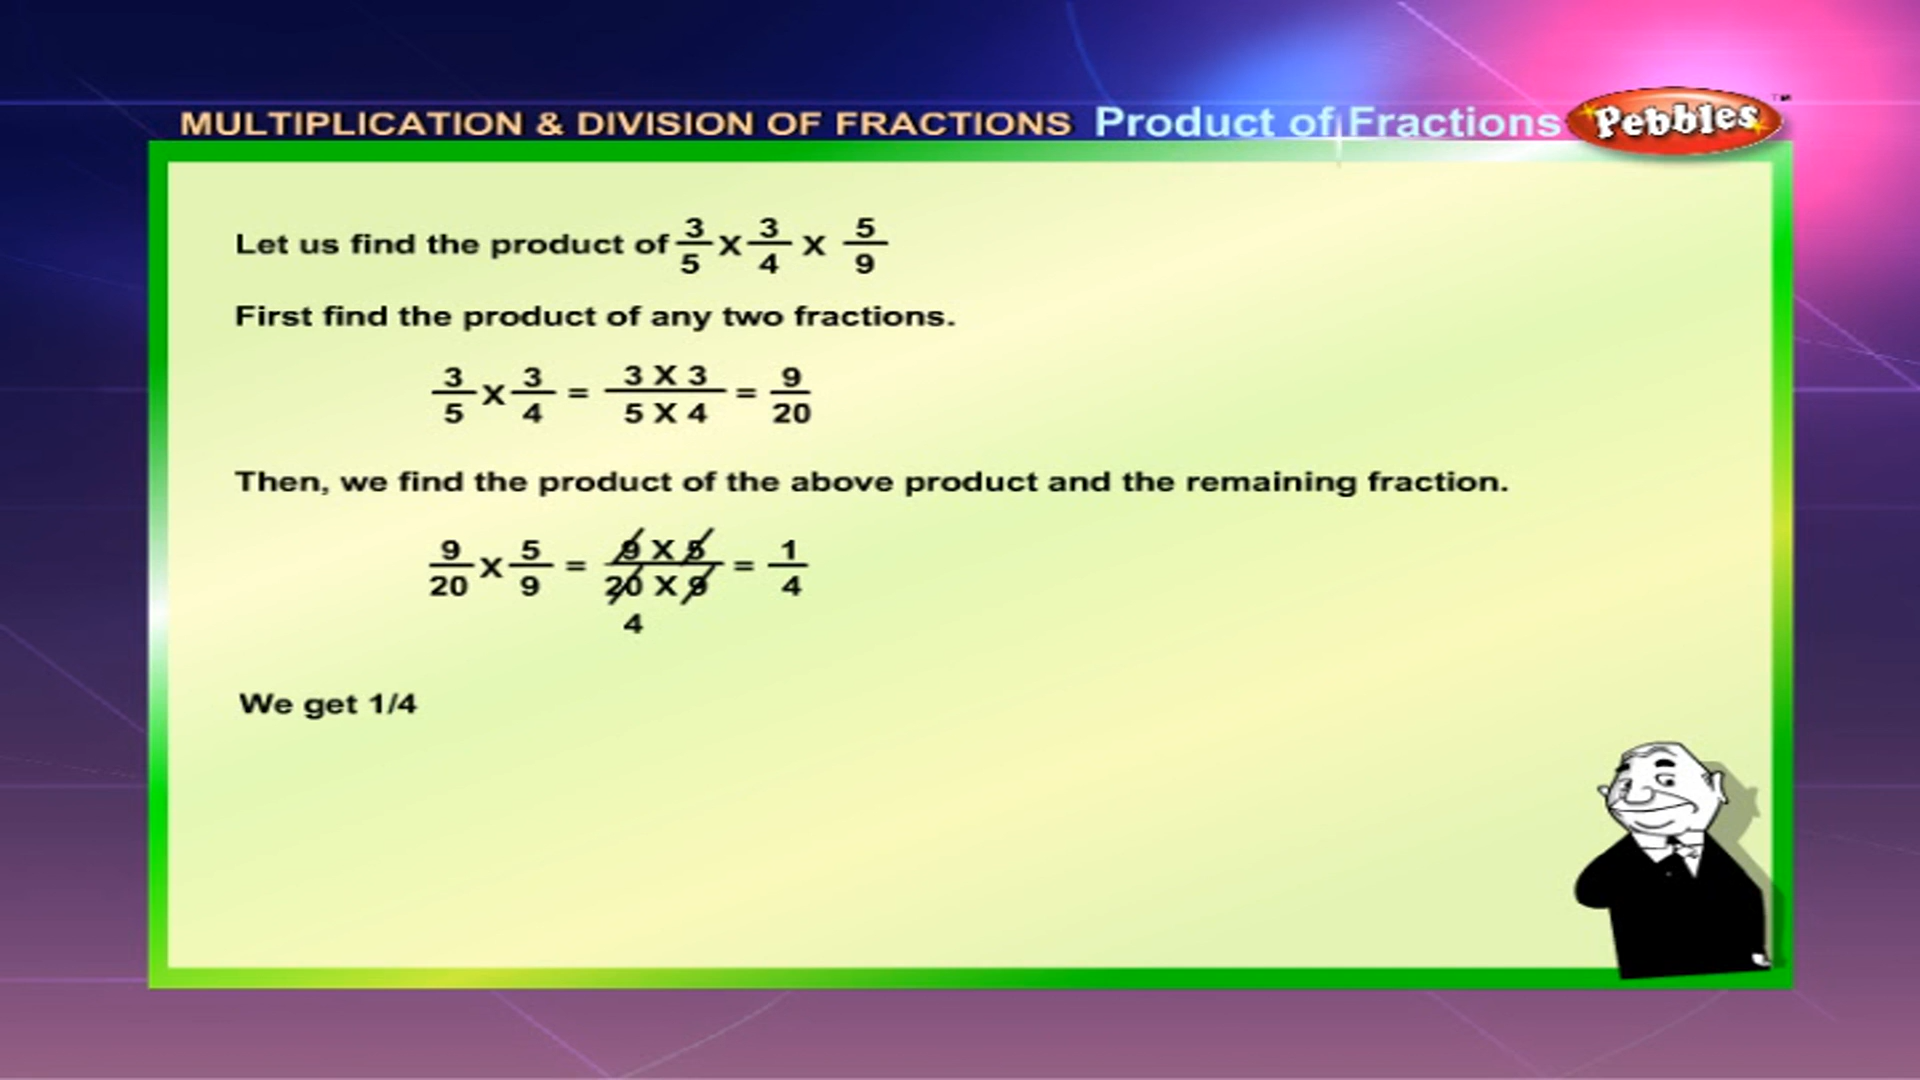 MULTIPLICATION & DIVISION OF FRACTIONS Product of Fractions Pebbles™
Let us find the product of 3/5 X 3/4 X 5/9
First find the product of any two fractions.
3/5 X 3/4 = 3 X 3/5 X 4 = 9/20
Then, we find the product of the above product and the remaining fraction.
9/20 X 5/9 = 9 X 5/20 X 9 = 1/4
4
We get 1/4